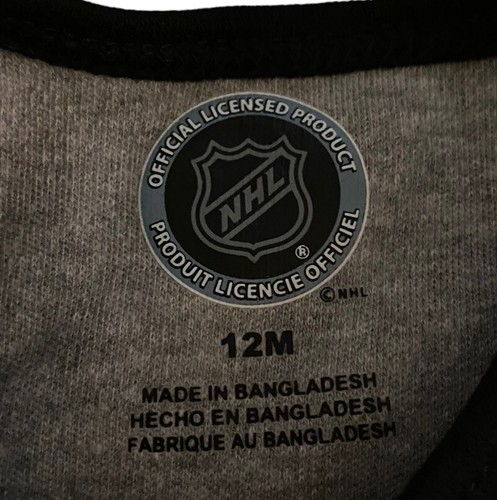 OFFICIAL LICENSED PRODUCT
NHL
®
PRODUIT LICENCIE OFFICIEL
© NHL
12M
MADE IN BANGLADESH
HECHO EN BANGLADESH
FABRIQUE AU BANGLADESH